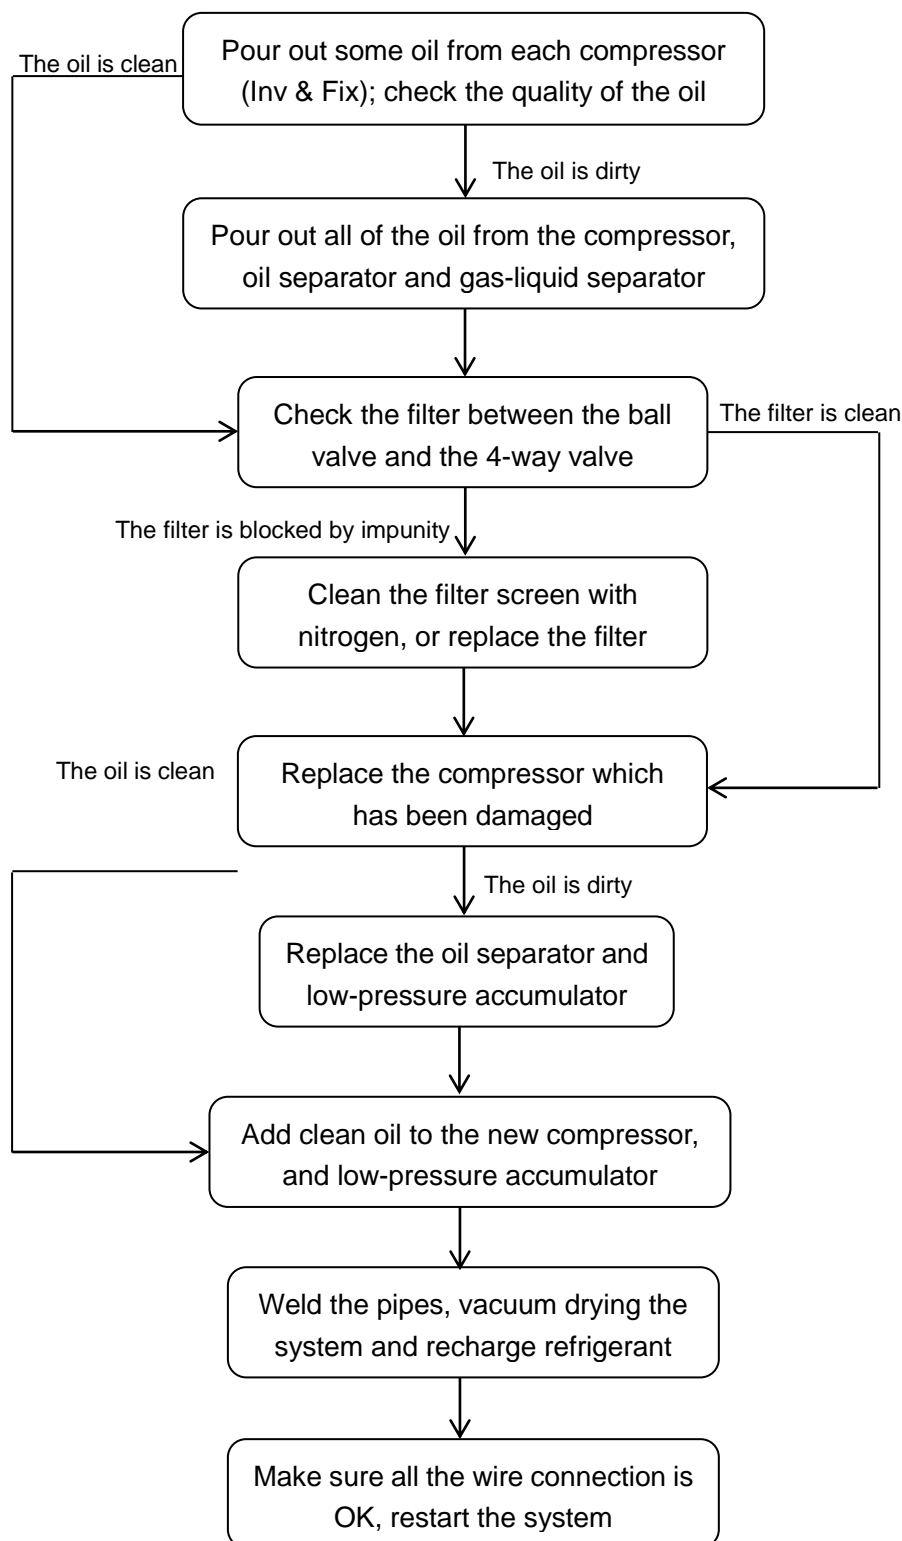 Pour out some oil from each compressor
The oil is clean
(Inv & Fix); check the quality of the oil
The oil is dirty
Pour out all of the oil from the compressor,
oil separator and gas-liquid separator
Check the filter between the ball
The filter is clean
valve and the 4-way valve
The filter is blocked by impunity
Clean the filter screen with
nitrogen, or replace the filter
Replace the compressor which
The oil is clean
has been damaged
The oil is dirty
Replace the oil separator and
low-pressure accumulator
Add clean oil to the new compressor,
and low-pressure accumulator
Weld the pipes, vacuum drying the
system and recharge refrigerant
Make sure all the wire connection is
OK, restart the system